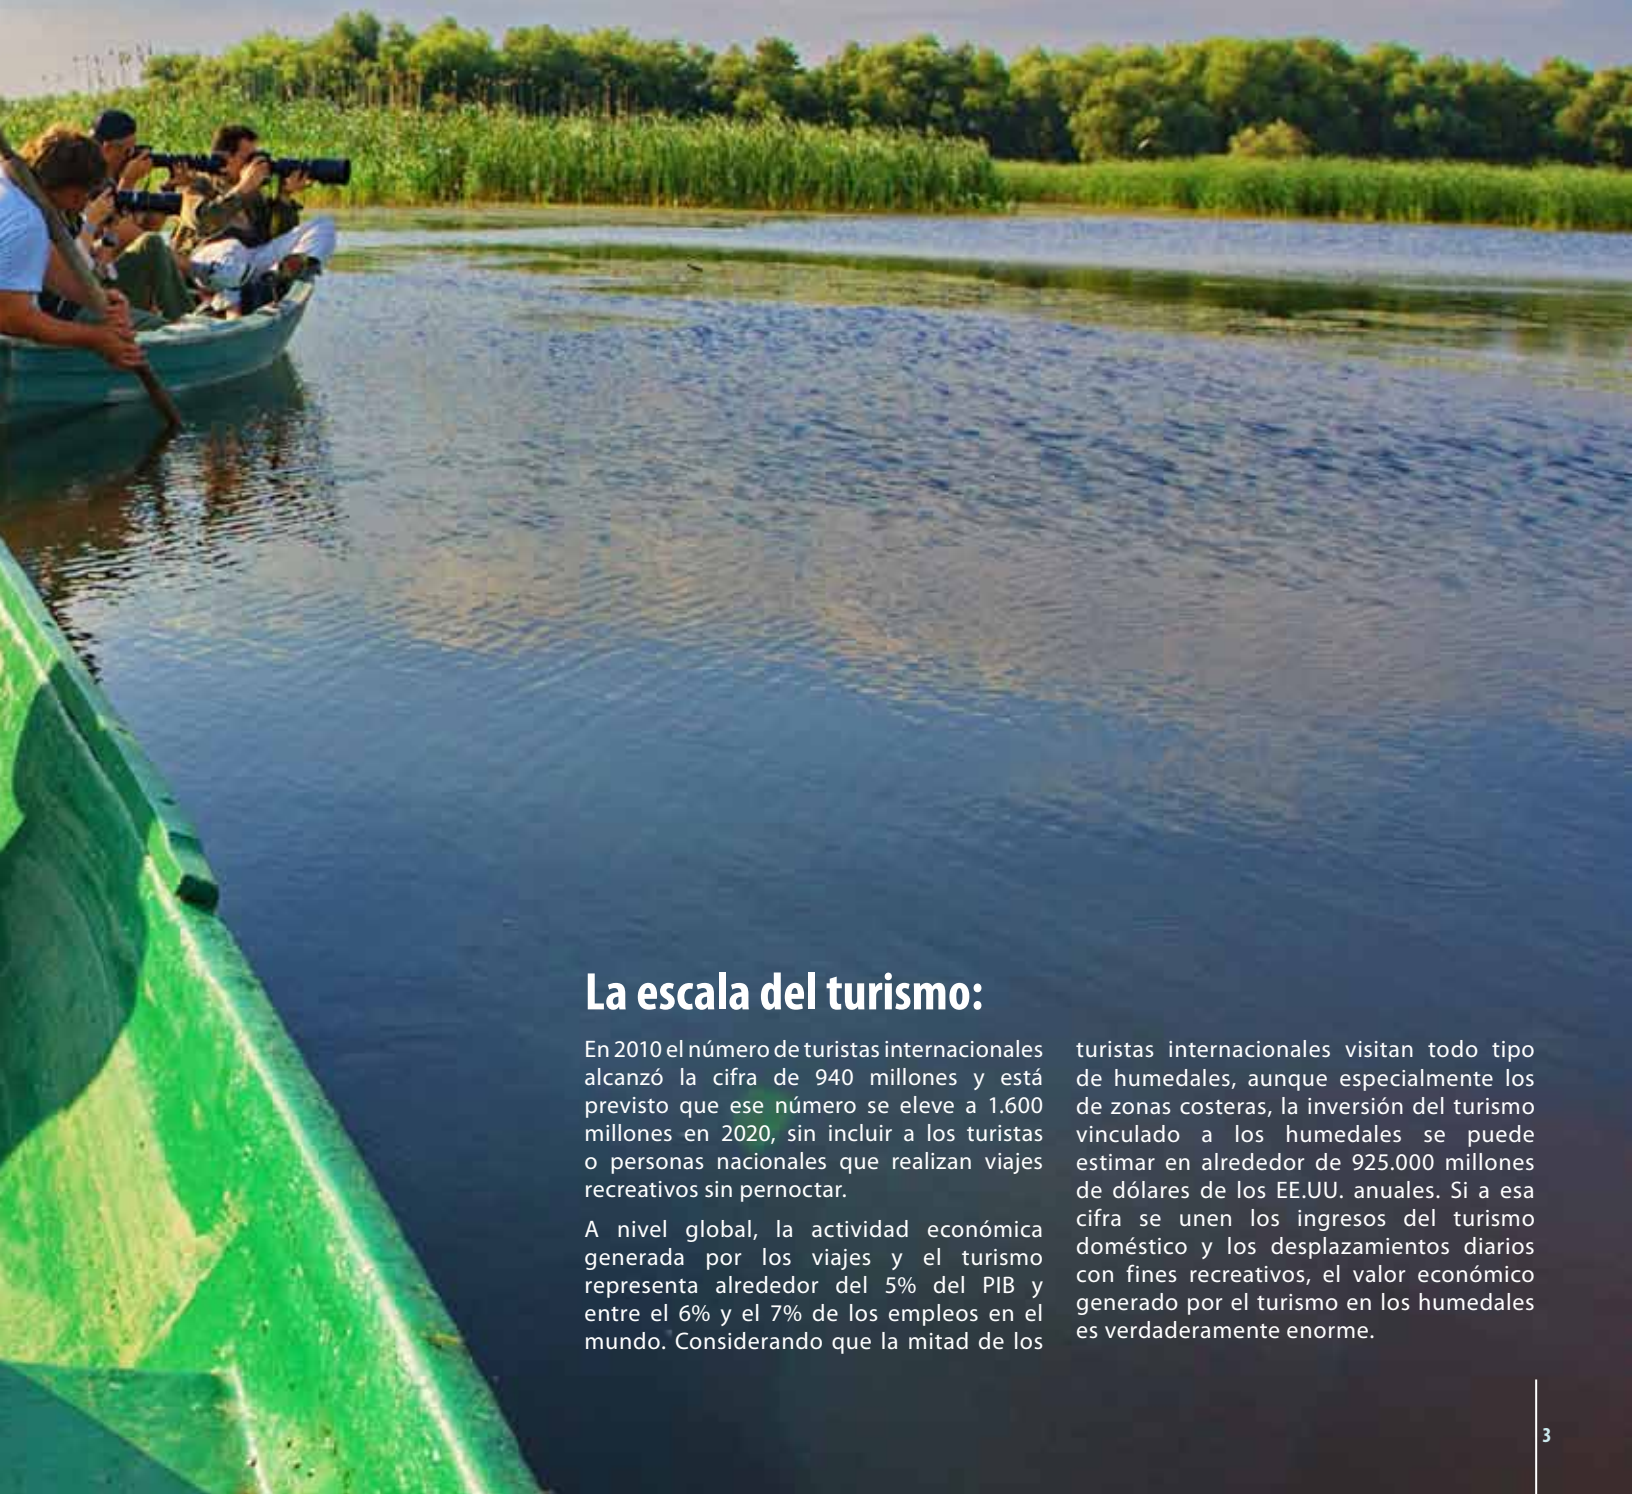 La escala del turismo:
En 2010 el número de turistas internacionales
alcanzó la cifra de 940 millones y está
previsto que ese número se eleve a 1.600
millones en 2020, sin incluir a los turistas
o personas nacionales que realizan viajes
recreativos sin pernoctar.
A nivel global, la actividad económica
generada por los viajes y el turismo
representa alrededor del 5% del PIB y
entre el 6% y el 7% de los empleos en el
mundo. Considerando que la mitad de los
turistas internacionales visitan todo tipo
de humedales, aunque especialmente los
de zonas costeras, la inversión del turismo
vinculado a los humedales se puede
estimar en alrededor de 925.000 millones
de dólares de los EE.UU. anuales. Si a esa
cifra se unen los ingresos del turismo
doméstico y los desplazamientos diarios
con fines recreativos, el valor económico
generado por el turismo en los humedales
es verdaderamente enorme.
3